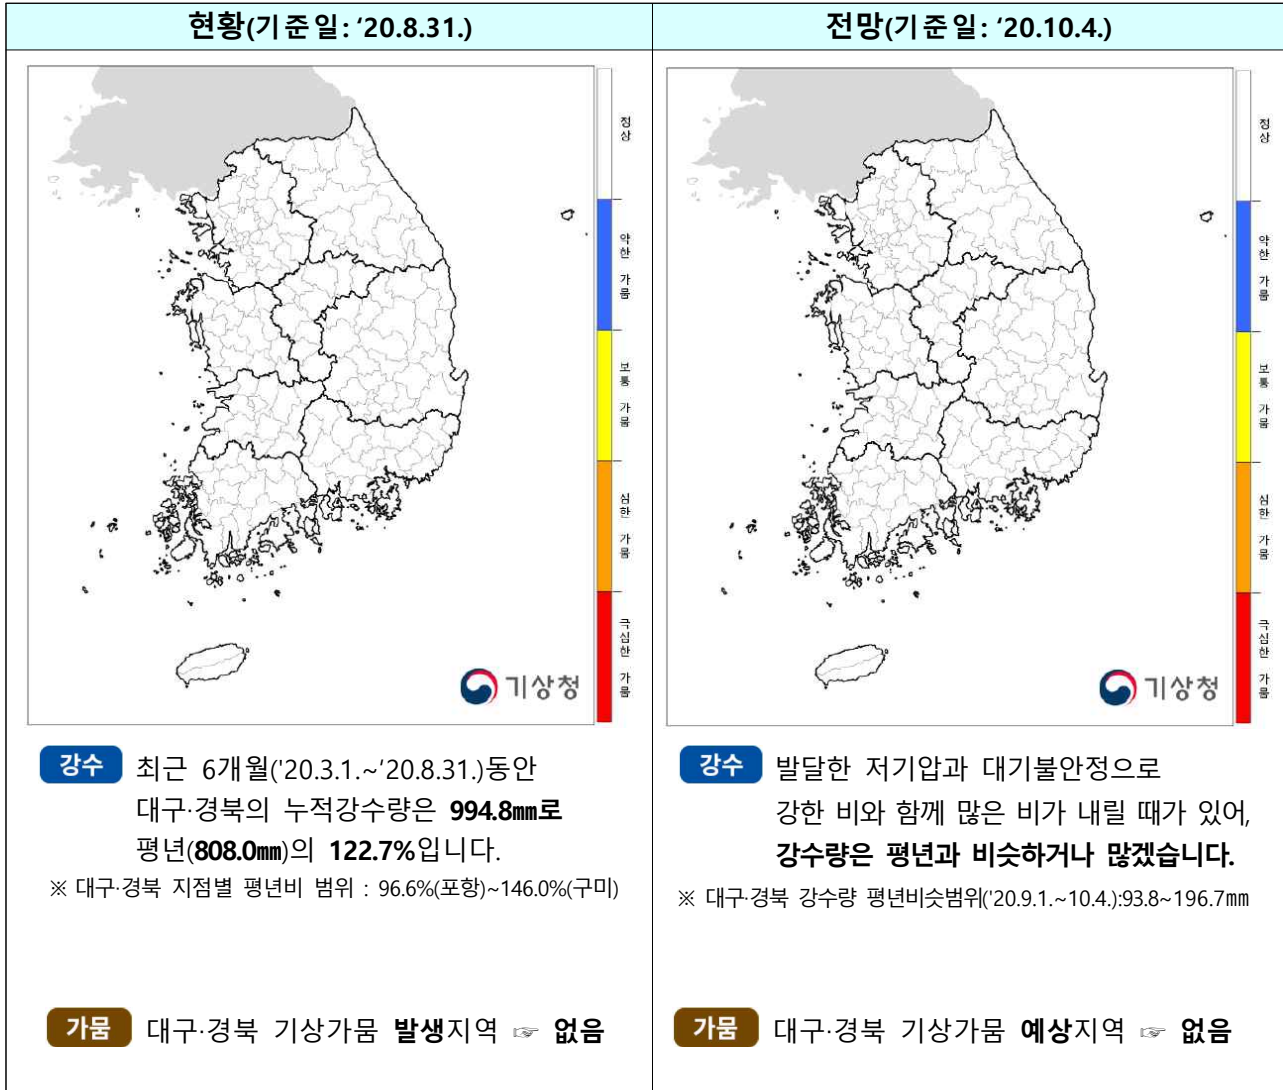 현황(기준일: ‘20.8.31.)
정상
약한 가뭄
보통 가뭄
심한 가뭄
극심한 가뭄
기상청
강수 최근 6개월('20.3.1.~‘20.8.31.)동안
대구·경북의 누적강수량은 994.8㎜로
평년(808.0㎜)의 122.7%입니다.
※ 대구·경북 지점별 평년비 범위 : 96.6%(포항)~146.0%(구미)
가뭄 대구·경북 기상가뭄 발생지역 ☞ 없음
전망(기준일: ‘20.10.4.)
정상
약한 가뭄
보통 가뭄
심한 가뭄
극심한 가뭄
기상청
강수 발달한 저기압과 대기불안정으로
강한 비와 함께 많은 비가 내릴 때가 있어,
강수량은 평년과 비슷하거나 많겠습니다.
※ 대구·경북 강수량 평년비슷범위('20.9.1.~10.4.):93.8~196.7㎜
가뭄 대구·경북 기상가뭄 예상지역 ☞ 없음